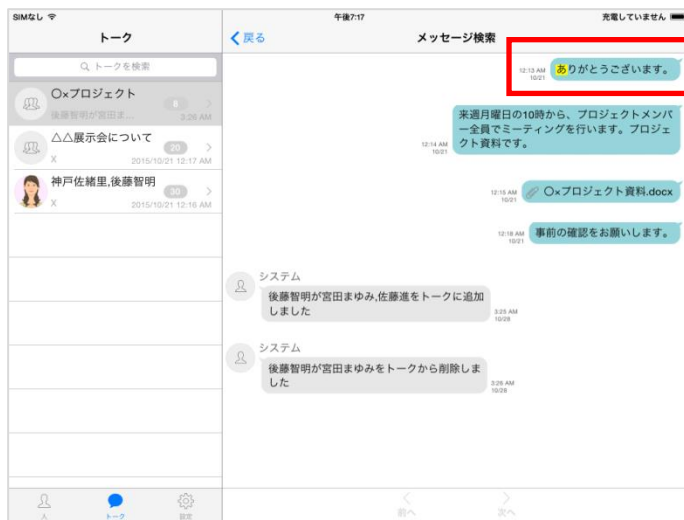 SIMなし
午後7:17
充電していません
トーク
戻る
メッセージ検索
トークを検索
〇×プロジェクト
8
後藤智明が宮田ま...
3:26 AM
△△展示会について
20
X
2015/10/21 12:17 AM
神戸佐緒里,後藤智明
30
X
2015/10/21 12:16 AM
人
トーク
設定
12:13 AM
10/21
ありがとうございます。
来週月曜日の10時から、プロジェクトメンバ
ー全員でミーティングを行います。プロジェ
クト資料です。
12:14 AM
10/21
12:15 AM
10/21
〇×プロジェクト資料.docx
12:18 AM
10/21
事前の確認をお願いします。
システム
後藤智明が宮田まゆみ,佐藤進をトークに追加
しました
3:25 AM
10/28
システム
後藤智明が宮田まゆみをトークから削除しま
した
3:26 AM
10/28
前へ
次へ